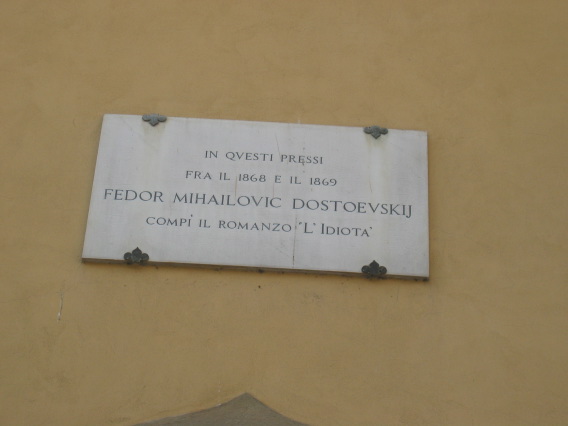 IN QVESTI PRESSI
FRA IL 1868 E IL 1869
FEDOR MIHAILOVIC DOSTOEVSKIJ
COMPÌ IL ROMANZO "L'IDIOTA"